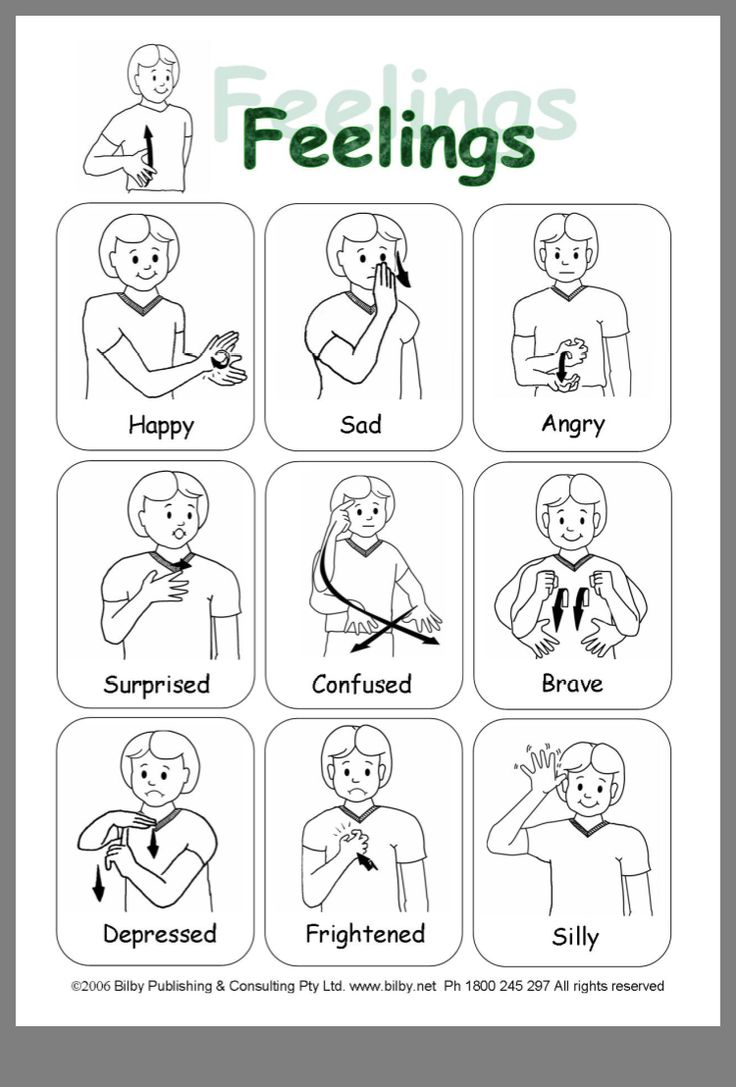 Feelings
Happy
Sad
Angry
Surprised
Confused
Brave
Depressed
Frightened
Silly
©2006 Bilby Publishing & Consulting Pty Ltd. www.bilby.net Ph 1800 245 297 All rights reserved